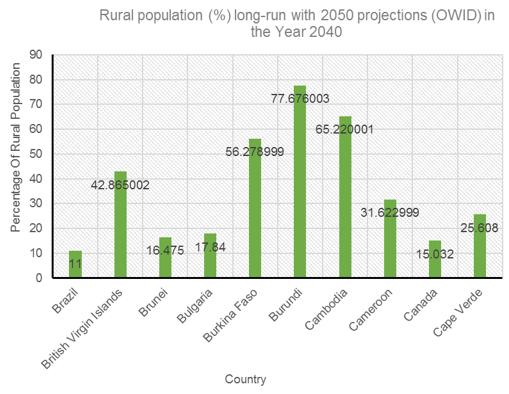 Rural population (%) long-run with 2050 projections (OWID) in
the Year 2040
Percentage Of Rural Population
90
80
70
60
50
40
30
20
10
0
11
42.865002
16.475
17.84
56.278999
77.676003
65.220001
31.622999
15.032
25.608
Brazil
British Virgin Islands
Brunei
Bulgaria
Burkina Faso
Burundi
Cambodia
Cameroon
Canada
Cape Verde
Country